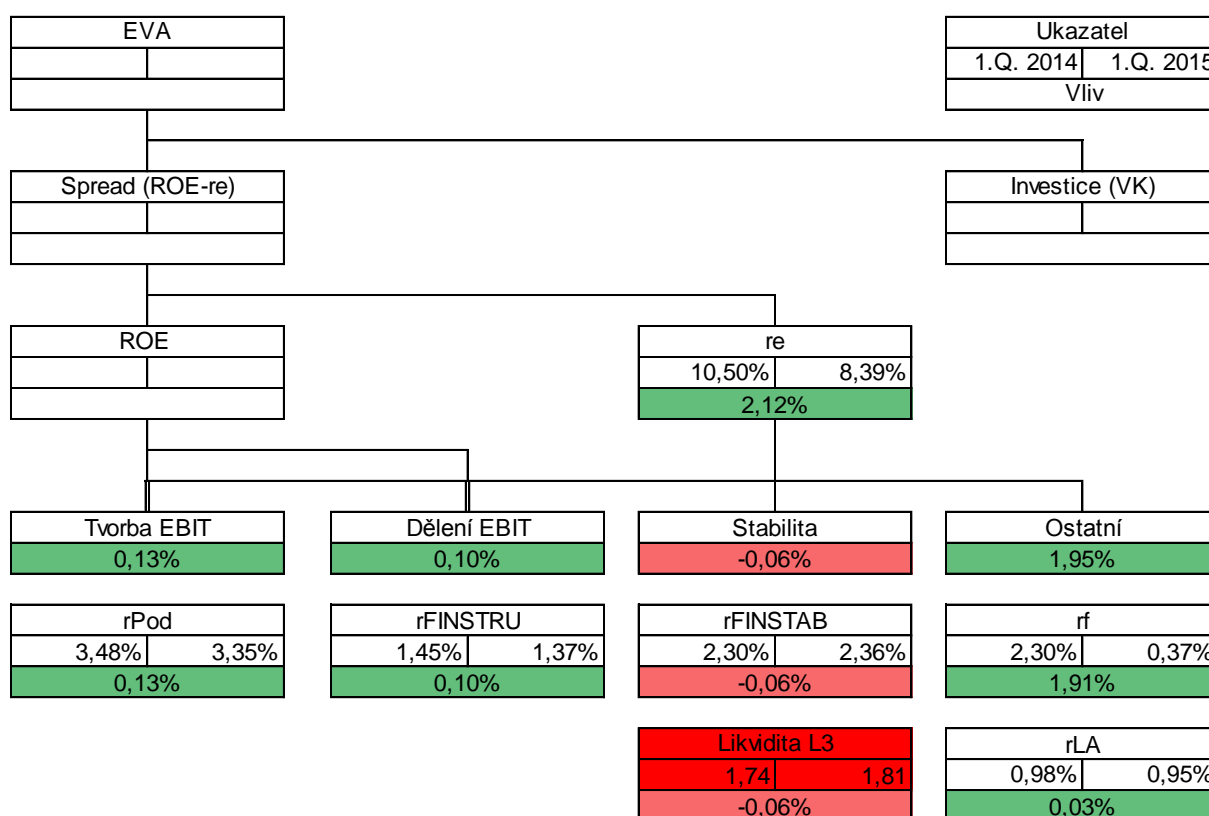 EVA
Ukazatel
1.Q. 2014 1.Q. 2015
Vliv
Spread (ROE-re)
Investice (VK)
ROE
re
10,50% 8,39%
2,12%
Tvorba EBIT
0,13%
Dělení EBIT
0,10%
Stabilita
-0,06%
Ostatní
1,95%
rPod
3,48% 3,35%
0,13%
rFINSTRU
1,45% 1,37%
0,10%
rFINSTAB
2,30% 2,36%
-0,06%
rf
2,30% 0,37%
1,91%
Likvidita L3
1,74 1,81
-0,06%
rLA
0,98% 0,95%
0,03%